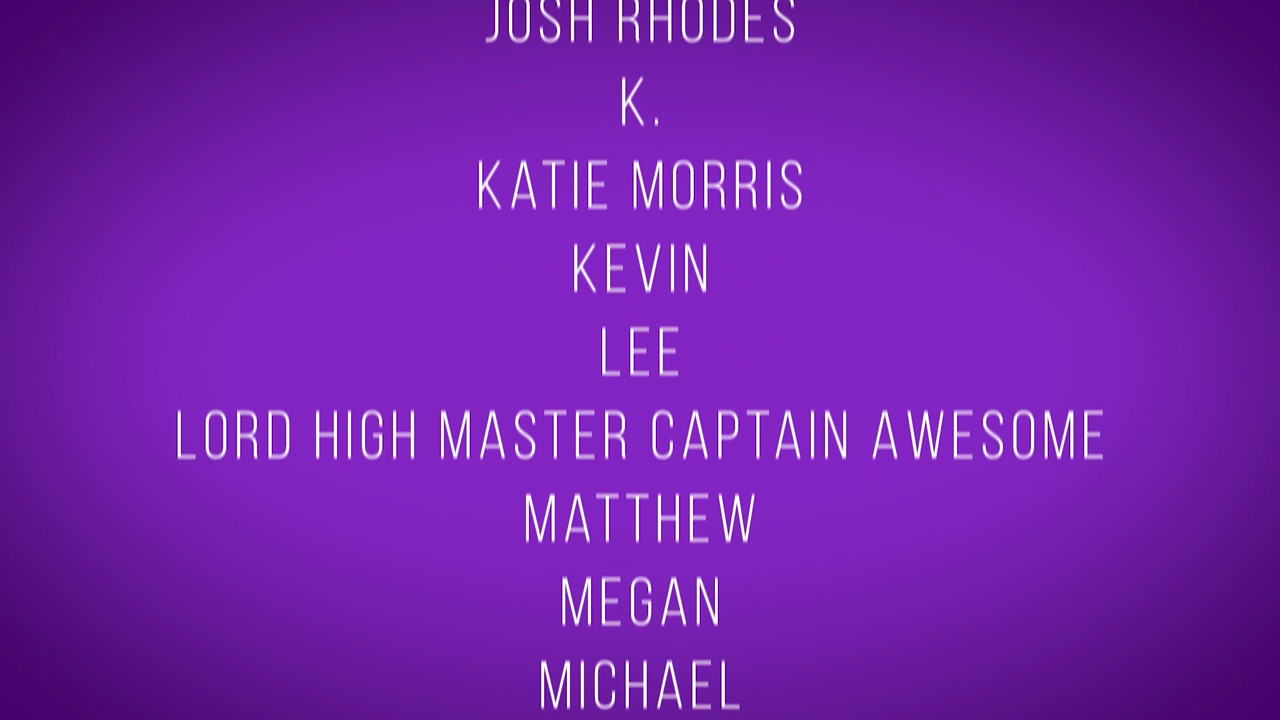 JOSH RHODES
K.
KATIE MORRIS
KEVIN
LEE
LORD HIGH MASTER CAPTAIN AWESOME
MATTHEW
MEGAN
MICHAEL